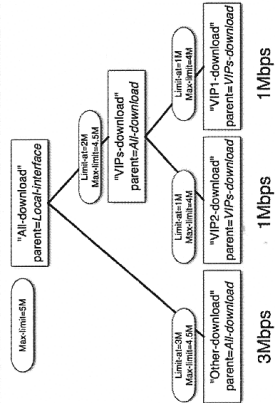 Max-limit=5M
"All-download"
parent=Local-interface
Limit-at=2M
Max-limit=4.5M
"VIPs-download"
parent=All-download
Limit-at=3M
Max-limit=4.5M
Limit-at=1M
Max-limit=4M
Limit-at=1M
Max-limit=4M
"Other-download"
parent=All-download
"VIP2-download"
parent=VIPs-download
"VIP1-download"
parent=VIPs-download
3Mbps
1Mbps
1Mbps